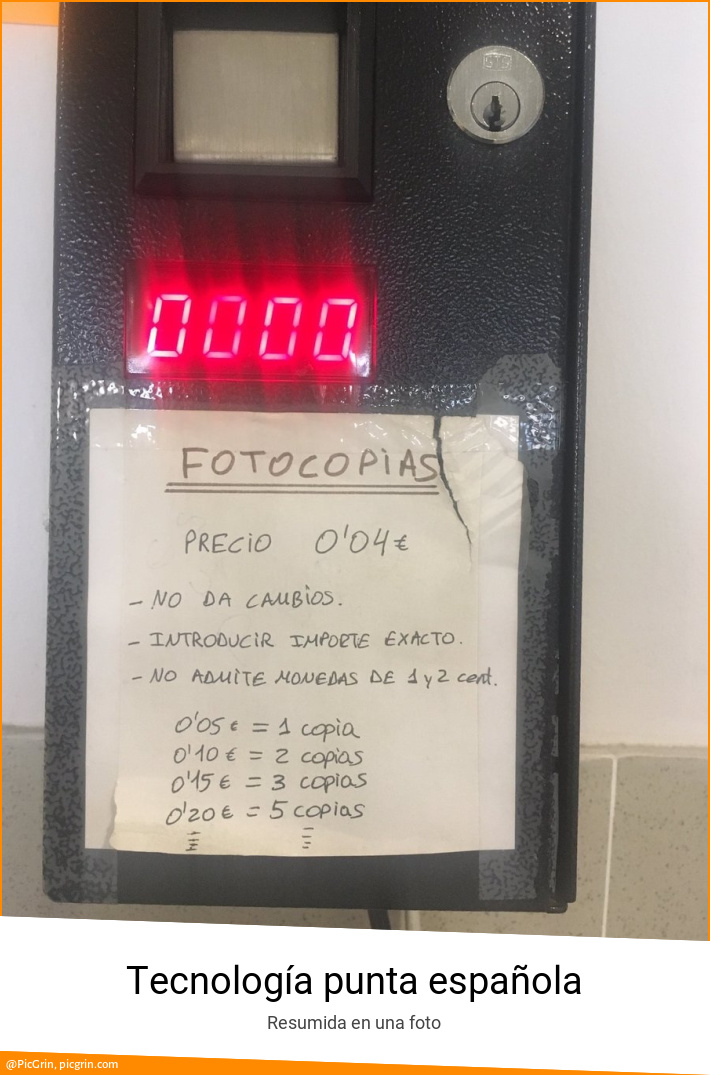 0000
FOTOCOPIAS
PRECIO 0'04€
- NO DA CAMBIOS.
- INTRODUCIR IMPORTE EXACTO.
- NO ADMITE MONEDAS DE 1 y 2 cent.
0'05 € = 1 copia
0'10 € = 2 copias
0'15 € = 3 copias
0'20 € = 5 copias
Tecnología punta española
Resumida en una foto
@PicGrin, picgrin.com